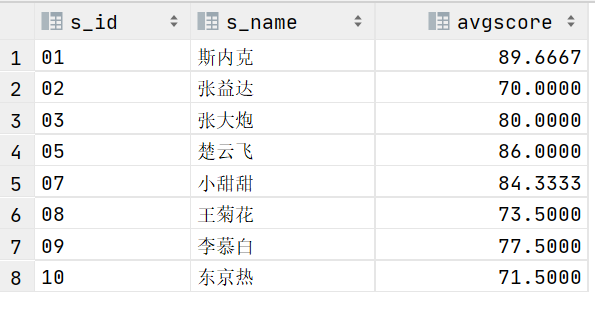 s_id s_name avgscore
1 01 斯内克 89.6667
2 02 张益达 70.0000
3 03 张大炮 80.0000
4 05 楚云飞 86.0000
5 07 小甜甜 84.3333
6 08 王菊花 73.5000
7 09 李慕白 77.5000
8 10 东京热 71.5000